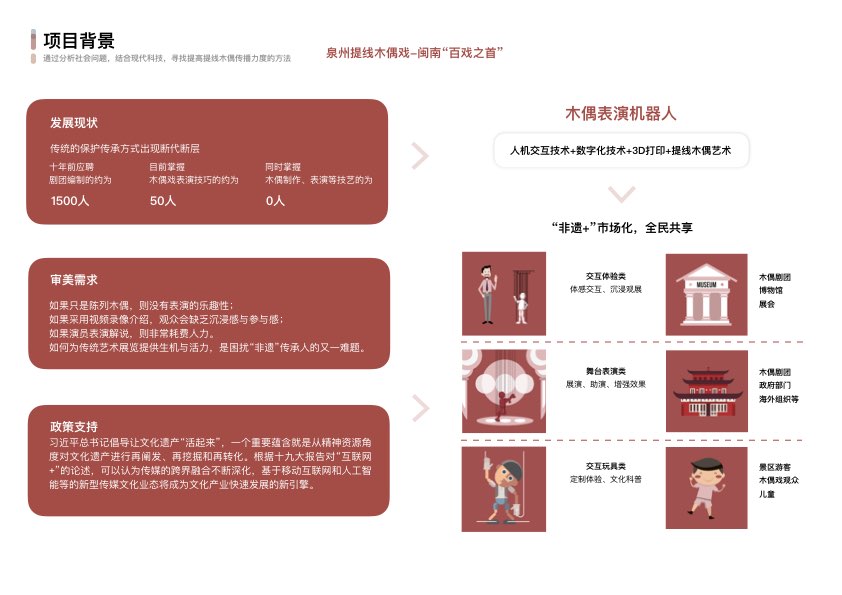 项目背景
通过分析社会问题，结合现代科技，寻找提高提线木偶传播力度的方法
泉州提线木偶戏-闽南“百戏之首”
发展现状
传统的保护传承方式出现断代断层
十年前应聘
剧团编制的约为
1500人
目前掌握
木偶戏表演技巧的约为
50人
同时掌握
木偶制作、表演等技艺的为
0人
审美需求
如果只是陈列木偶，则没有表演的乐趣性；
如果采用视频录像介绍，观众会缺乏沉浸感与参与感；
如果演员表演解说，则非常耗费人力。
如何为传统艺术展览提供生机与活力，是困扰“非遗”传承人的又一难题。
政策支持
习近平总书记倡导让文化遗产“活起来”，一个重要蕴含就是从精神资源角
度对文化遗产进行再阐发、再挖掘和再转化。根据十九大报告对“互联网
+”的论述，可以认为传媒的跨界融合不断深化，基于移动互联网和人工智
能等的新型传媒文化业态将成为文化产业快速发展的新引擎。
木偶表演机器人
人机交互技术+数字化技术+3D打印+提线木偶艺术
“非遗+”市场化，全民共享
交互体验类
体感交互、沉浸观展
MUSEUM
木偶剧团
博物馆
展会
舞台表演类
展演、助演、增强效果
木偶剧团
政府部门
海外组织等
交互玩具类
定制体验、文化科普
景区游客
木偶戏观众
儿童